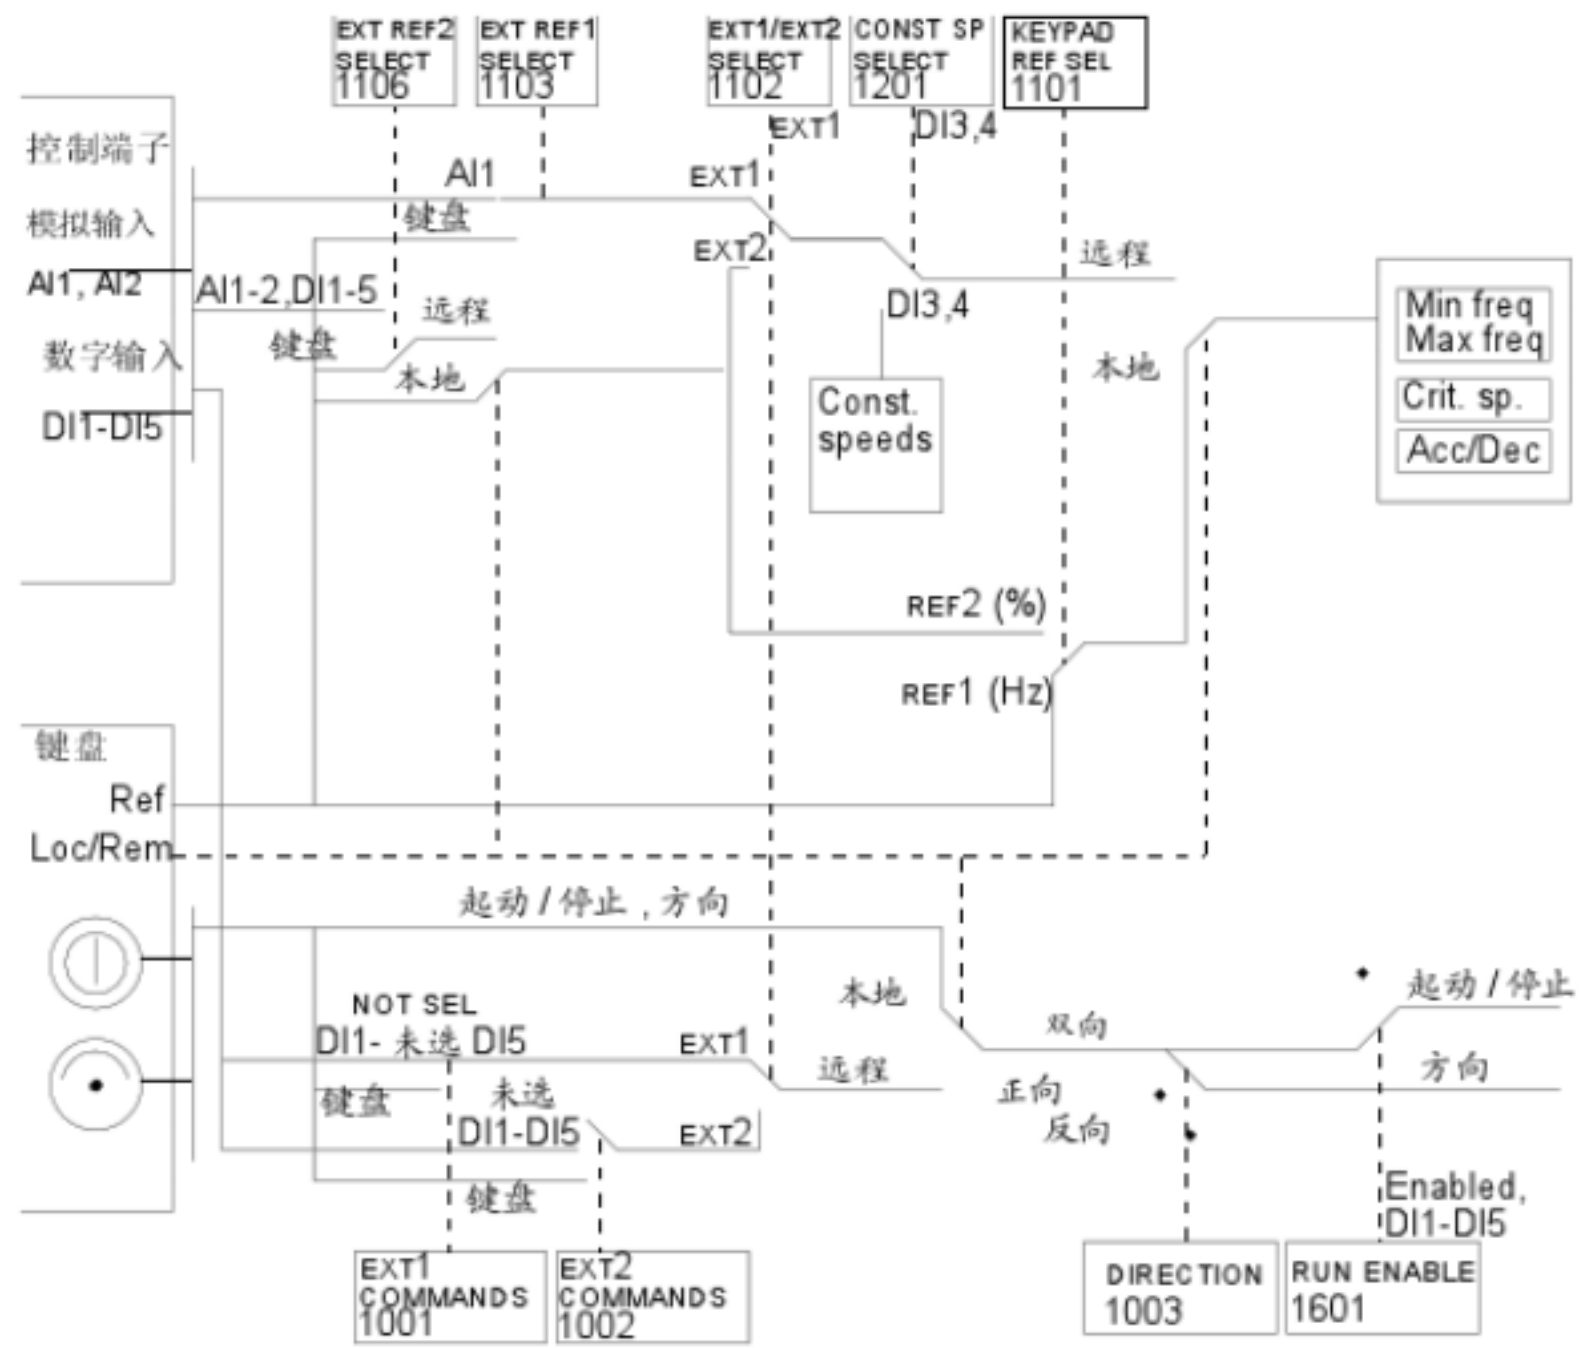 EXT REF2
SELECT
1106
EXT REF1
SELECT
1103
EXT1/EXT2
SELECT
1102
CONST SP
SELECT
1201
KEYPAD
REF SEL
1101
EXT1
DI3,4
控制端子
AI1
EXT1
键盘
模拟输入
EXT2
远程
AI1, AI2
AI1-2,DI1-5
远程
DI3,4
Min freq
Max freq
键盘
数字输入
本地
本地
Const.
speeds
Crit. sp.
DI1-DI5
Acc/Dec
REF2 (%)
REF1 (Hz)
键盘
Ref
Loc/Rem
起动 / 停止 , 方向
本地
起动 / 停止
NOT SEL
双向
DI1- 未选 DI5
EXT1
远程
方向
键盘
未选
正向
DI1-DI5
EXT2
反向
键盘
Enabled,
DI1-DI5
EXT1
COMMANDS
1001
EXT2
COMMANDS
1002
DIRECTION
1003
RUN ENABLE
1601